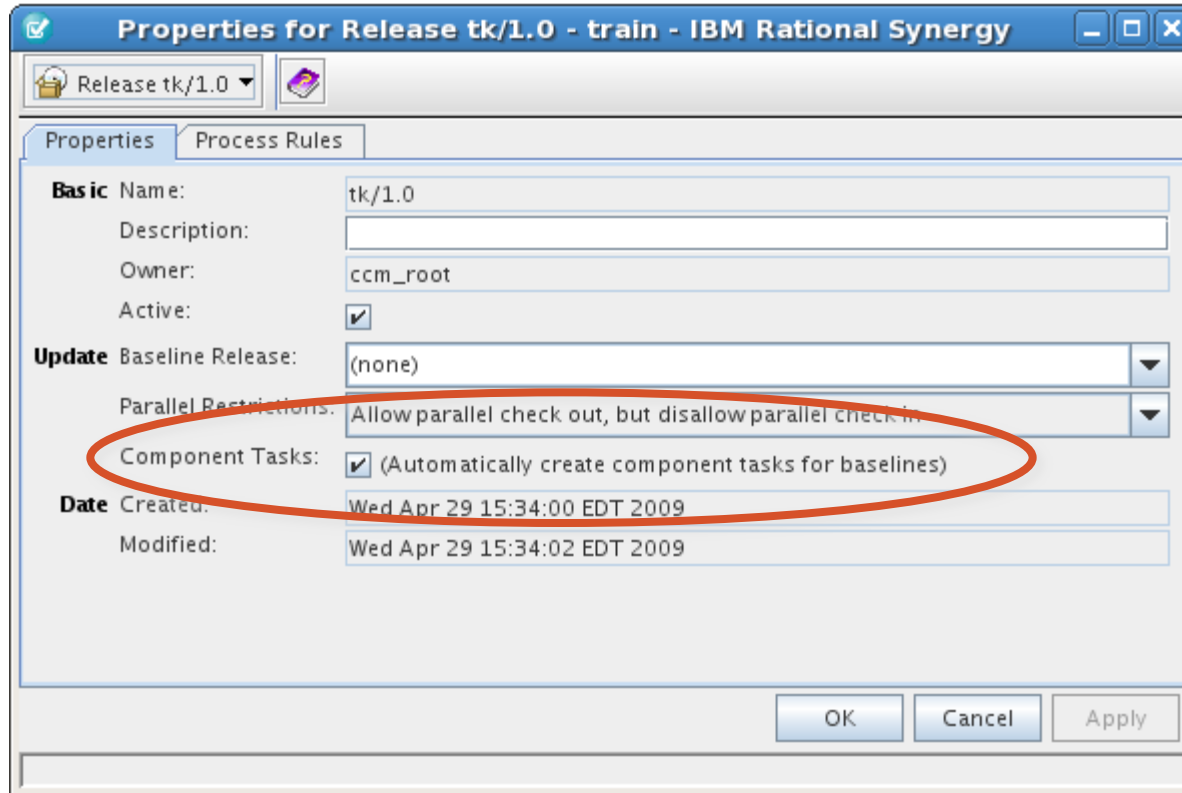 Properties for Release tk/1.0 - train - IBM Rational Synergy
Release tk/1.0
Properties Process Rules
Basic Name: tk/1.0
Description:
Owner: ccm_root
Active:
Update Baseline Release: (none)
Parallel Restrictions: Allow parallel check out, but disallow parallel check in
Component Tasks: (Automatically create component tasks for baselines)
Date Created: Wed Apr 29 15:34:00 EDT 2009
Modified: Wed Apr 29 15:34:02 EDT 2009
OK Cancel Apply